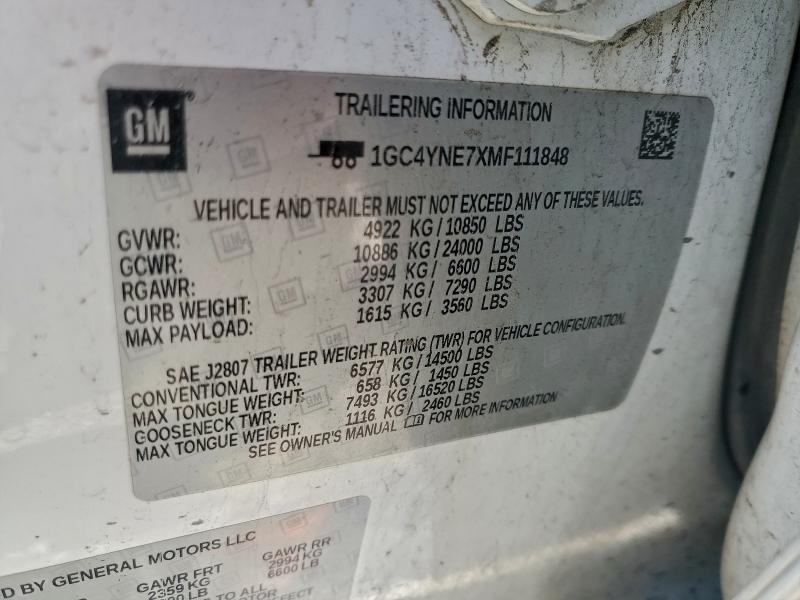 GM
TRAILERING INFORMATION
1GC4YNE7XMF111848
VEHICLE AND TRAILER MUST NOT EXCEED ANY OF THESE VALUES.
GVWR: 4922 KG/10850 LBS
GCWR: 10886 KG/24000 LBS
RGAWR: 2994 KG/ 6600 LBS
CURB WEIGHT: 3307 KG/ 7290 LBS
MAX PAYLOAD: 1615 KG/ 3560 LBS
SAE J2807 TRAILER WEIGHT RATING (TWR) FOR VEHICLE CONFIGURATION.
CONVENTIONAL TWR: 6577 KG/14500 LBS
MAX TONGUE WEIGHT: 658 KG/ 1450 LBS
GOOSENECK TWR: 7493 KG/16520 LBS
MAX TONGUE WEIGHT: 1116 KG/ 2460 LBS
SEE OWNER'S MANUAL FOR MORE INFORMATION
D BY GENERAL MOTORS LLC
GAWR FRT GAWR RR
2359 KG 2994 KG
6600 LB
TO ALL